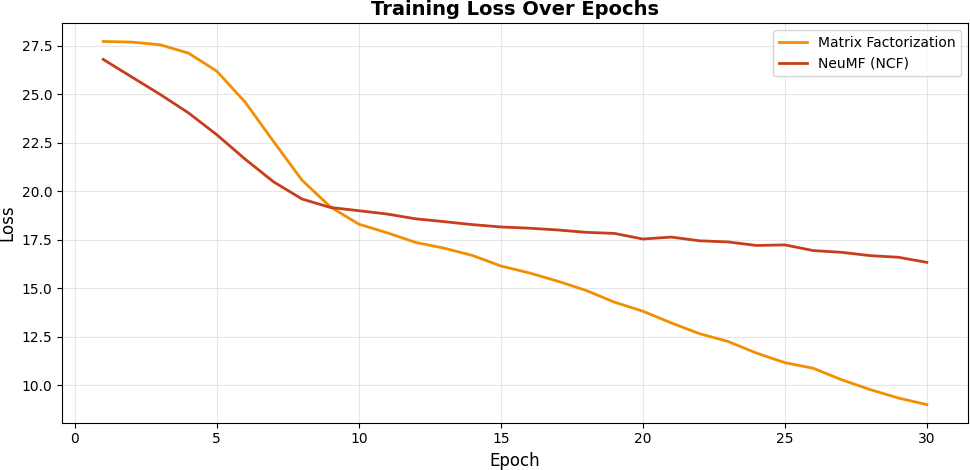 Training Loss Over Epochs
Matrix Factorization
NeuMF (NCF)
27.5
25.0
22.5
20.0
17.5
15.0
12.5
10.0
Loss
0 5 10 15 20 25 30
Epoch